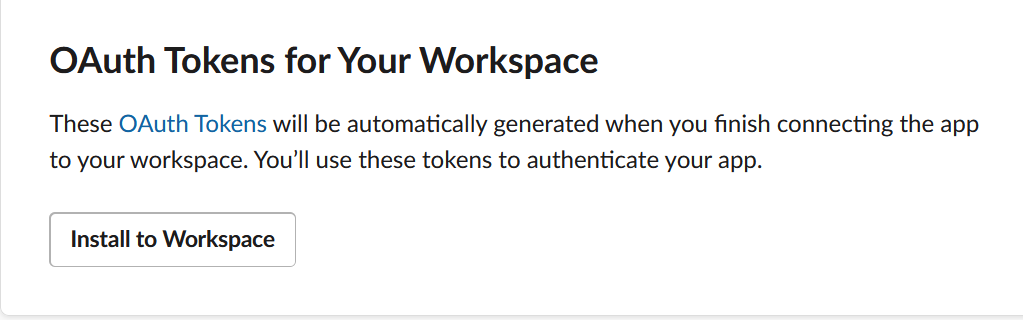 OAuth Tokens for Your Workspace
These OAuth Tokens will be automatically generated when you finish connecting the app
to your workspace. You’ll use these tokens to authenticate your app.
Install to Workspace